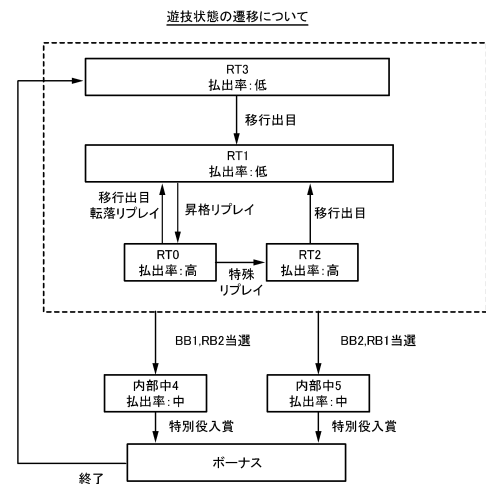 遊技状態の遷移について
RT3
払出率:低
移行出目
RT1
払出率:低
移行出目
転落リプレイ
昇格リプレイ
移行出目
RT0
払出率:高
特殊
リプレイ
RT2
払出率:高
BB1,RB2当選
BB2,RB1当選
内部中4
払出率:中
内部中5
払出率:中
特別役入賞
特別役入賞
ボーナス
終了